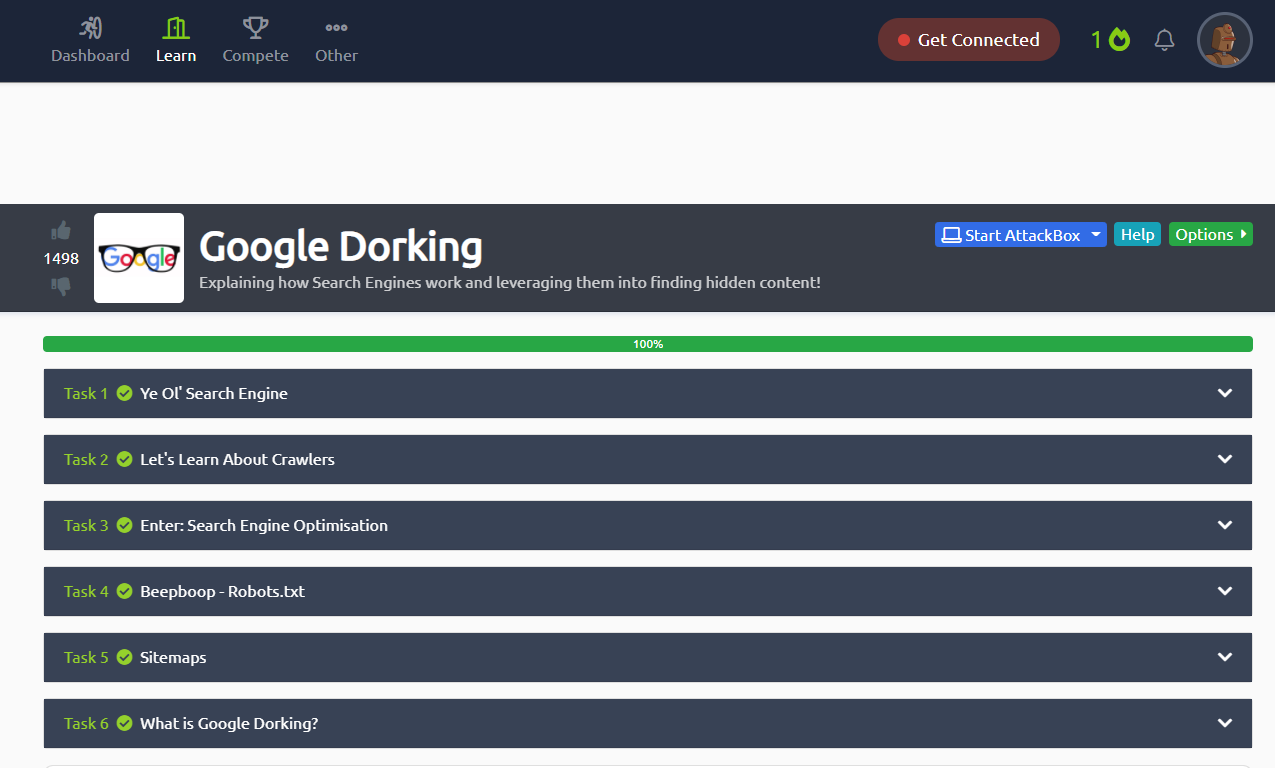 Dashboard
Learn
Compete
Other
Get Connected
1
1498
Google
Google Dorking
Explaining how Search Engines work and leveraging them into finding hidden content!
Start AttackBox
Help
Options
100%
Task 1 Ye Ol' Search Engine
Task 2 Let's Learn About Crawlers
Task 3 Enter: Search Engine Optimisation
Task 4 Beepboop - Robots.txt
Task 5 Sitemaps
Task 6 What is Google Dorking?